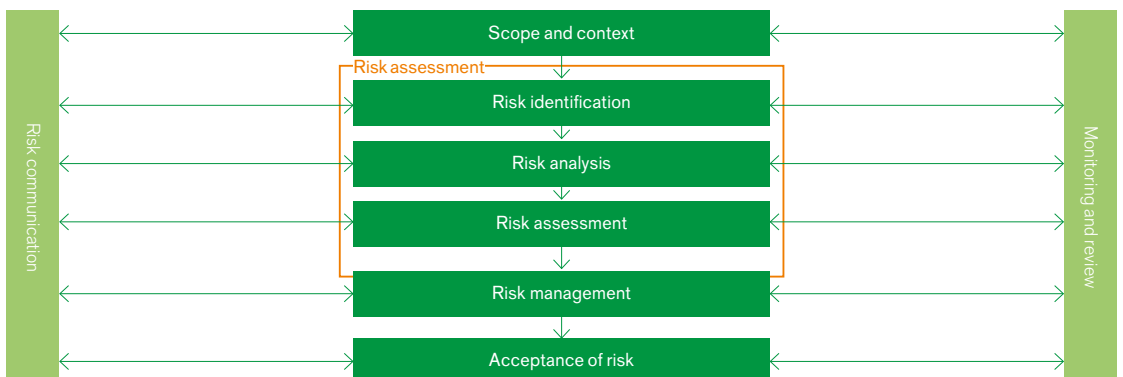 Scope and context
Risk assessment
Risk identification
Risk analysis
Risk assessment
Risk management
Acceptance of risk
Risk communication
Monitoring and review